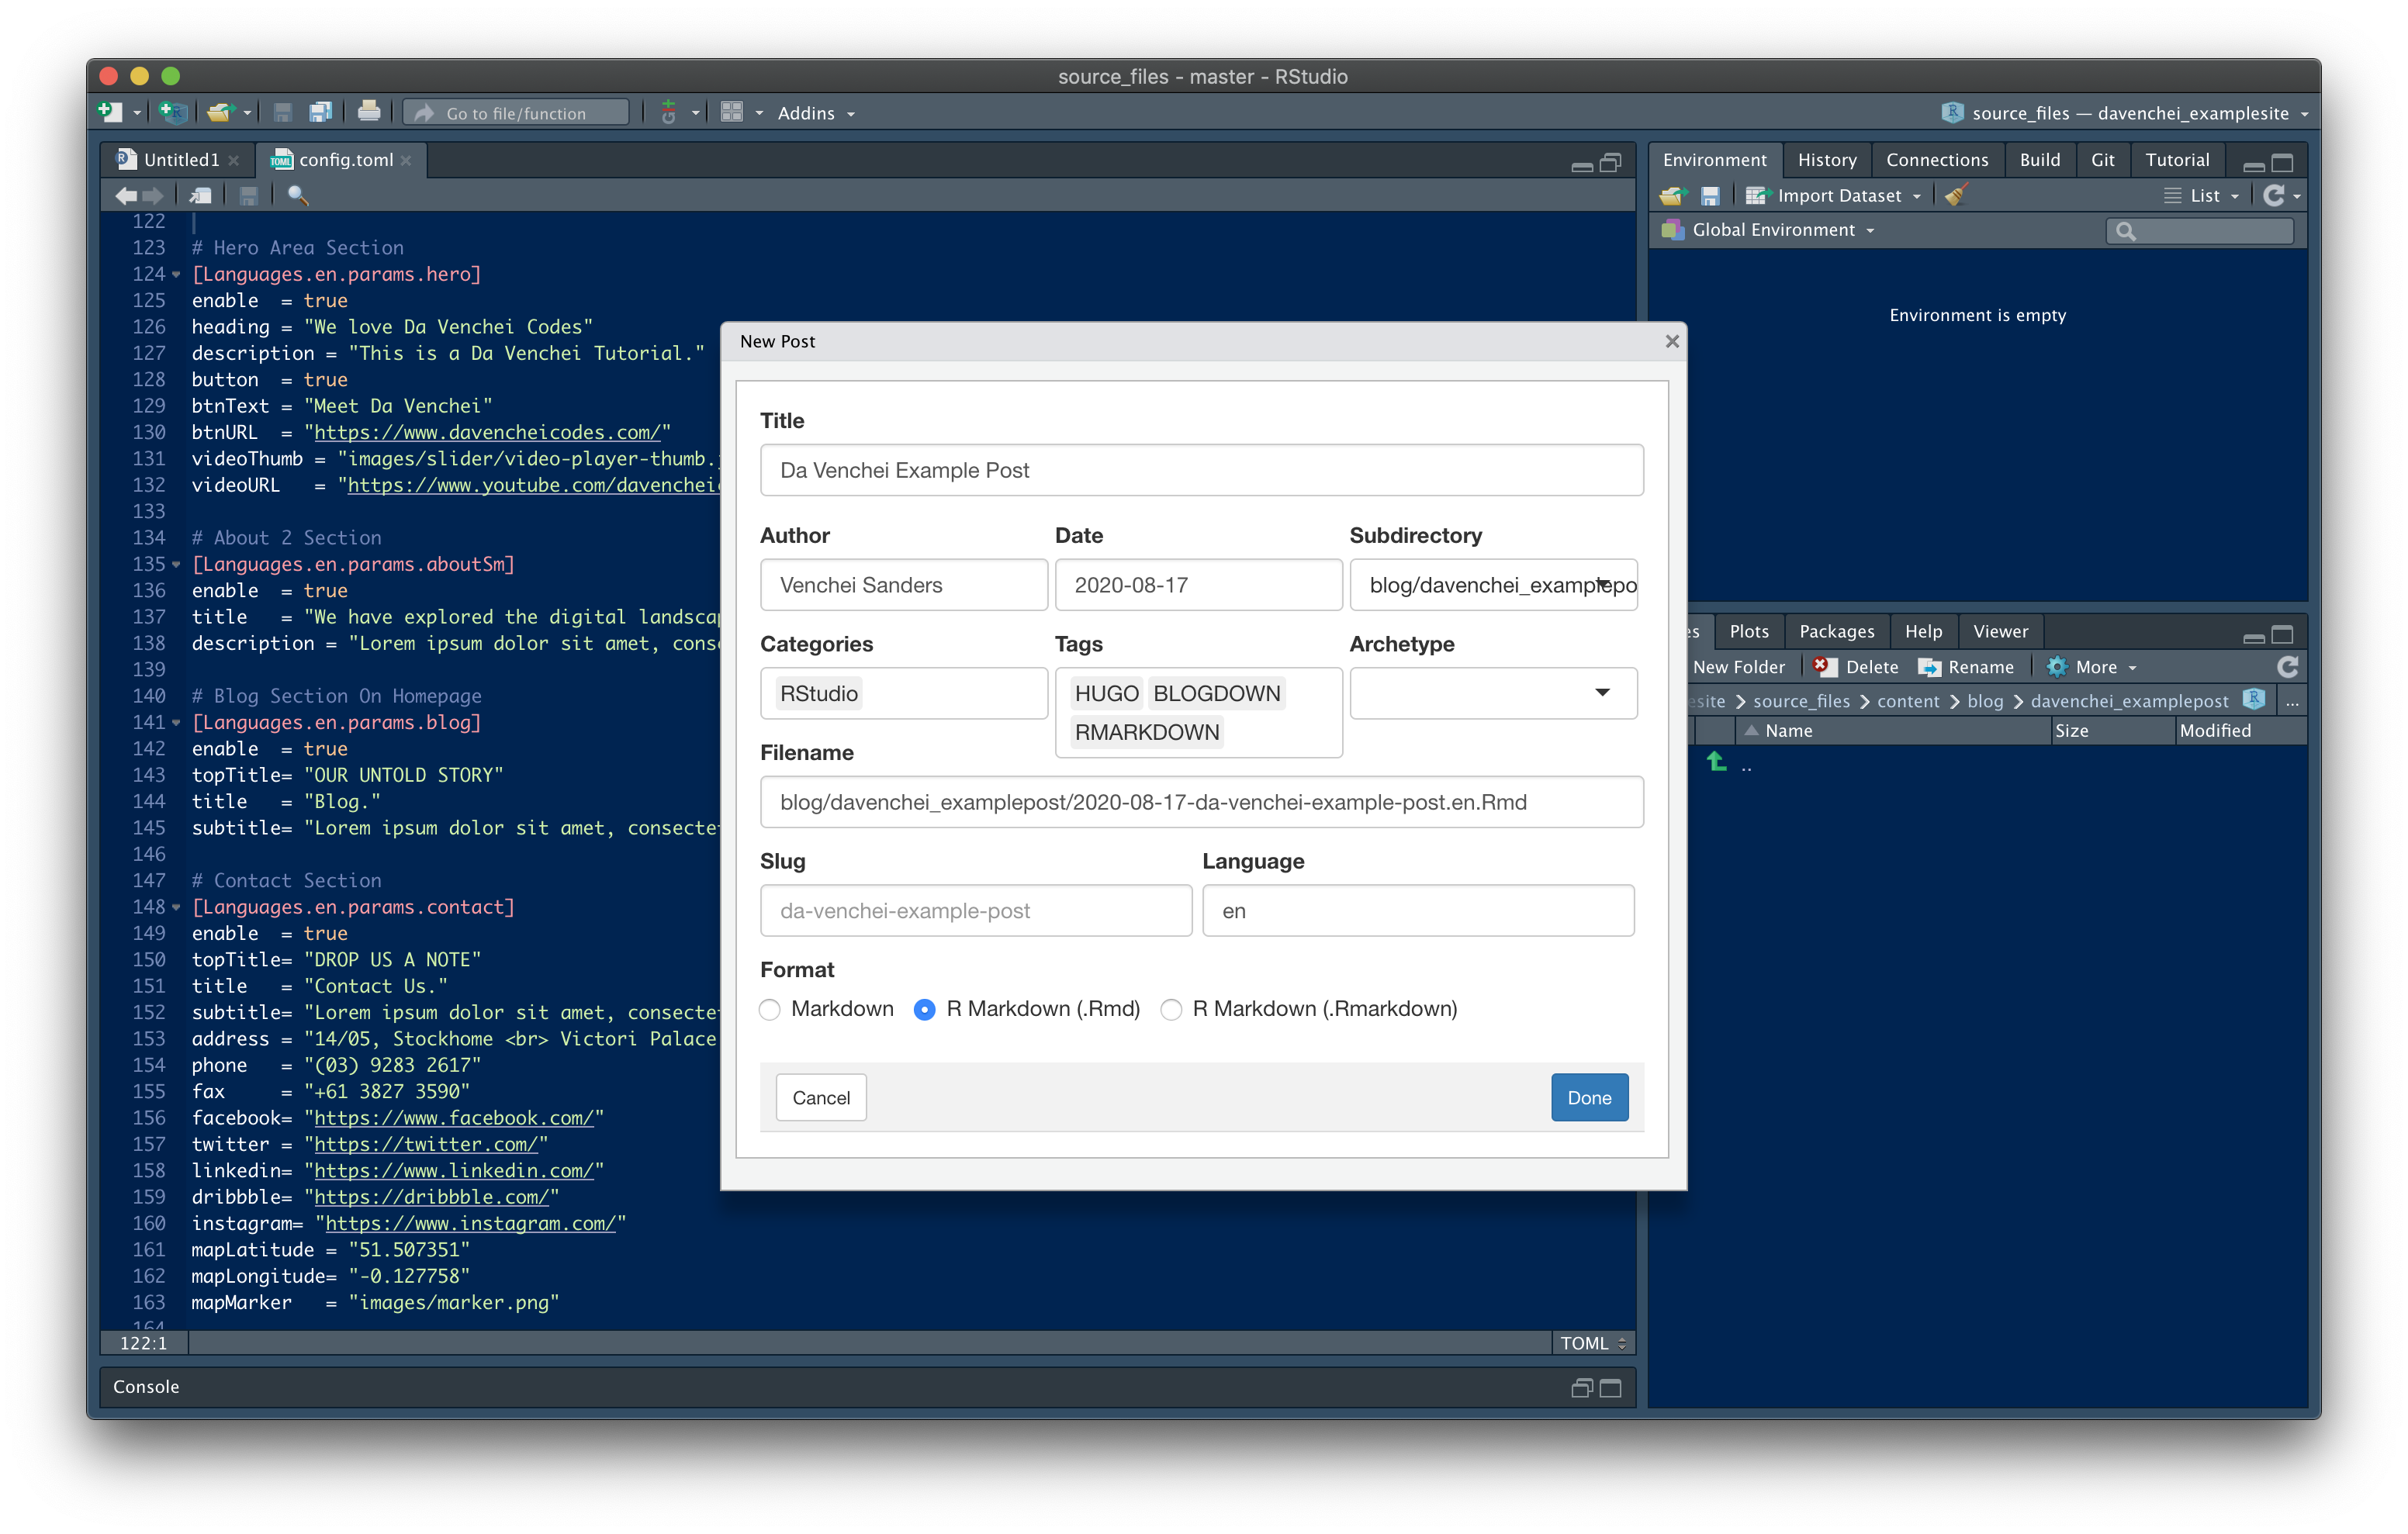 source_files - master - RStudio
Go to file/function
Addins
source_files — davenchei_examplesite
Untitled1
config.toml
122
123 # Hero Area Section
124 [Languages.en.params.hero]
125 enable  = true
126 heading = "We love Da Venchei Codes"
127 description = "This is a Da Venchei Tutorial."
128 button  = true
129 btnText = "Meet Da Venchei"
130 btnURL  = "https://www.davencheicodes.com/"
131 videoThumb = "images/slider/video-player-thumb.
132 videoURL   = "https://www.youtube.com/davenchei
133
134 # About 2 Section
135 [Languages.en.params.aboutSm]
136 enable  = true
137 title   = "We have explored the digital landscap
138 description = "Lorem ipsum dolor sit amet, cons
139
140 # Blog Section On Homepage
141 [Languages.en.params.blog]
142 enable  = true
143 topTitle= "OUR UNTOLD STORY"
144 title   = "Blog."
145 subtitle= "Lorem ipsum dolor sit amet, consectet
146
147 # Contact Section
148 [Languages.en.params.contact]
149 enable  = true
150 topTitle= "DROP US A NOTE"
151 title   = "Contact Us."
152 subtitle= "Lorem ipsum dolor sit amet, consectet
153 address = "14/05, Stockhome <br> Victori Palace
154 phone   = "(03) 9283 2617"
155 fax     = "+61 3827 3590"
156 facebook= "https://www.facebook.com/"
157 twitter = "https://twitter.com/"
158 linkedin= "https://www.linkedin.com/"
159 dribbble= "https://dribbble.com/"
160 instagram= "https://www.instagram.com/"
161 mapLatitude = "51.507351"
162 mapLongitude= "-0.127758"
163 mapMarker   = "images/marker.png"
164
122:1
TOML
Console
New Post
Title
Da Venchei Example Post
Author Date Subdirectory
Venchei Sanders 2020-08-17 blog/davenchei_examplepo
Categories Tags Archetype
RStudio HUGO BLOGDOWN
RMARKDOWN
Filename
blog/davenchei_examplepost/2020-08-17-da-venchei-example-post.en.Rmd
Slug Language
da-venchei-example-post en
Format
Markdown R Markdown (.Rmd) R Markdown (.Rmarkdown)
Cancel Done
Environment History Connections Build Git Tutorial
Import Dataset List
Global Environment
Environment is empty
es Plots Packages Help Viewer
New Folder Delete Rename More
esite source_files content blog davenchei_examplepost ...
Name Size Modified
..